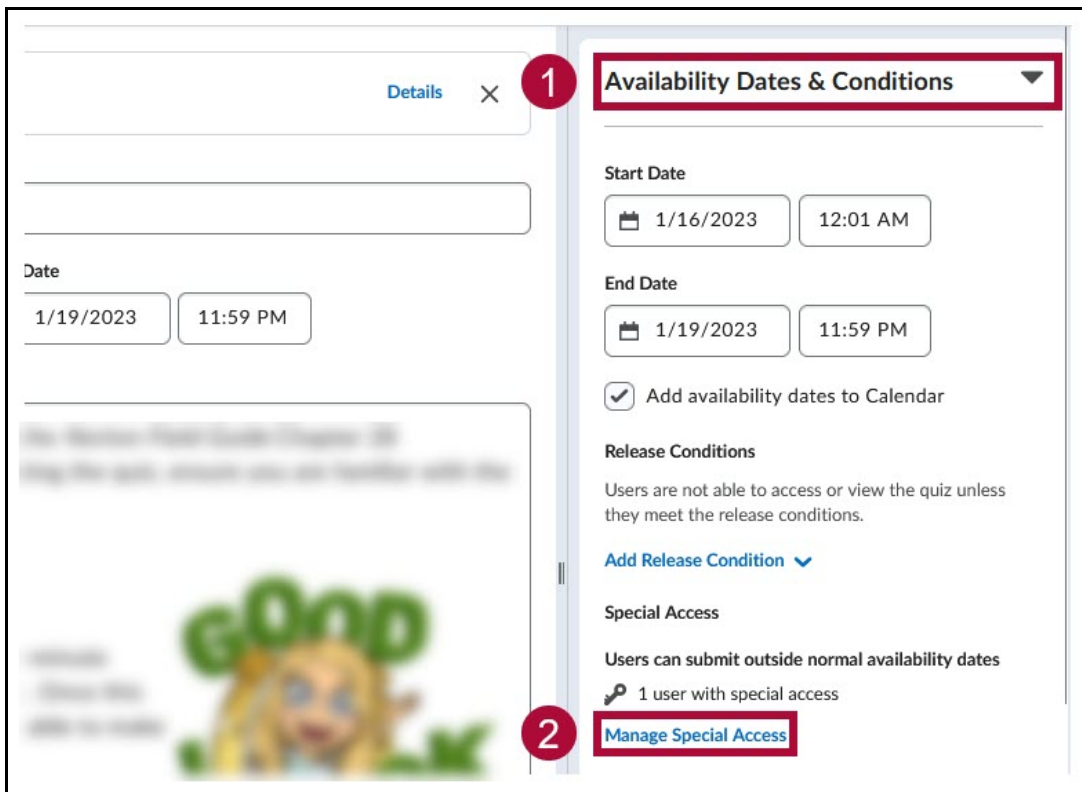 Details
Date
1/19/2023 11:59 PM
GOOD
1
Availability Dates & Conditions
Start Date
1/16/2023 12:01 AM
End Date
1/19/2023 11:59 PM
Add availability dates to Calendar
Release Conditions
Users are not able to access or view the quiz unless
they meet the release conditions.
Add Release Condition
Special Access
Users can submit outside normal availability dates
1 user with special access
2
Manage Special Access